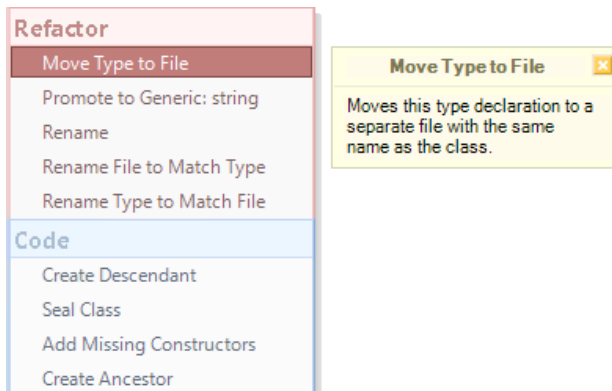 Refactor
Move Type to File
Promote to Generic: string
Rename
Rename File to Match Type
Rename Type to Match File
Code
Create Descendant
Seal Class
Add Missing Constructors
Create Ancestor
Move Type to File
Moves this type declaration to a
separate file with the same
name as the class.